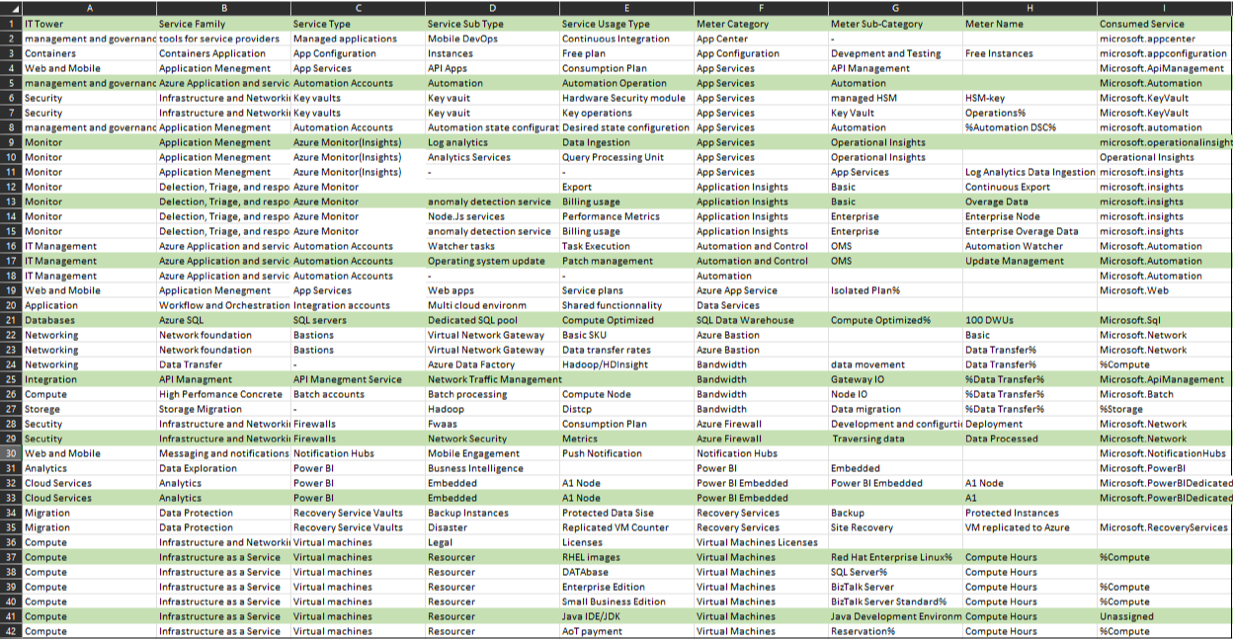 A B C D E F G H I
1 IT Tower Service Family Service Type Service Sub Type Service Usage Type Meter Category Meter Sub-Category Meter Name Consumed Service
2 management and governanc tools for service providers Managed applications Mobile DevOps Continuous Integration App Center - microsoft.appcenter
3 Containers Containers Application App Configuration Instances Free plan App Configuration Devepment and Testing Free Instances microsoft.appconfiguration
4 Web and Mobile Application Menegment App Services API Apps Consumption Plan App Services API Management Microsoft.ApiManagement
5 management and governanc Azure Application and servic Automation Accounts Automation Automation Operation App Services Automation Microsoft.Automation
6 Security Infrastructure and Networki Key vaults Key vauit Hardware Security module App Services managed HSM HSM-key Microsoft.KeyVault
7 Security Infrastructure and Networki Key vaults Key vauit Key operations App Services Key Vault Operations% Microsoft.KeyVault
8 management and governanc Application Menegment Automation Accounts Automation state configurat Desired state configuretion App Services Automation %Automation DSC% microsoft.automation
9 Monitor Application Menegment Azure Monitor(Insights) Log analytics Data Ingestion App Services Operational Insights microsoft.operationalinsight
10 Monitor Application Menegment Azure Monitor(Insights) Analytics Services Query Processing Unit App Services Operational Insights Operational Insights
11 Monitor Application Menegment Azure Monitor(Insights) - - App Services App Services Log Analytics Data Ingestion microsoft.insights
12 Monitor Delection, Triage, and respo Azure Monitor Export Application Insights Basic Continuous Export microsoft.insights
13 Monitor Delection, Triage, and respo Azure Monitor anomaly detection service Billing usage Application Insights Basic Overage Data microsoft.insights
14 Monitor Delection, Triage, and respo Azure Monitor Node.Js services Performance Metrics Application Insights Enterprise Enterprise Node microsoft.insights
15 Monitor Delection, Triage, and respo Azure Monitor anomaly detection service Billing usage Application Insights Enterprise Enterprise Overage Data microsoft.insights
16 IT Management Azure Application and servic Automation Accounts Watcher tasks Task Execution Automation and Control OMS Automation Watcher Microsoft.Automation
17 IT Management Azure Application and servic Automation Accounts Operating system update Patch management Automation and Control OMS Update Management Microsoft.Automation
18 IT Management Azure Application and servic Automation Accounts - - Automation Microsoft.Automation
19 Web and Mobile Application Menegment App Services Web apps Service plans Azure App Service Isolated Plan% Microsoft.Web
20 Application Workflow and Orchestration Integration accounts Multi cloud environm Shared functionnality Data Services
21 Databases Azure SQL SQL servers Dedicated SQL pool Compute Optimized SQL Data Warehouse Compute Optimized% 100 DWUs Microsoft.Sql
22 Networking Network foundation Bastions Virtual Network Gateway Basic SKU Azure Bastion Basic Microsoft.Network
23 Networking Network foundation Bastions Virtual Network Gateway Data transfer rates Azure Bastion Data Transfer% Microsoft.Network
24 Networking Data Transfer - Azure Data Factory Hadoop/HDInsight Bandwidth data movement Data Transfer% %Compute
25 Integration API Managment API Manegment Service Network Traffic Management Bandwidth Gateway IO %Data Transfer% Microsoft.ApiManagement
26 Compute High Perfomance Concrete Batch accounts Batch processing Compute Node Bandwidth Node IO %Data Transfer% Microsoft.Batch
27 Storege Storage Migration - Hadoop Distcp Bandwidth Data migration %Data Transfer% %Storage
28 Secutity Infrastructure and Networki Firewalls Fwaas Consumption Plan Azure Firewall Development and configurtio Deployment Microsoft.Network
29 Secutity Infrastructure and Networki Firewalls Network Security Metrics Azure Firewall Traversing data Data Processed Microsoft.Network
30 Web and Mobile Messaging and notifications Notification Hubs Mobile Engagement Push Notification Notification Hubs Microsoft.NotificationHubs
31 Analytics Data Exploration Power BI Business Intelligence Power BI Embedded Microsoft.PowerBI
32 Cloud Services Analytics Power BI Embedded A1 Node Power BI Embedded Power BI Embedded A1 Node Microsoft.PowerBIDedicated
33 Cloud Services Analytics Power BI Embedded A1 Node Power BI Embedded A1 Microsoft.PowerBIDedicated
34 Migration Data Protection Recovery Service Vaults Backup Instances Protected Data Sise Recovery Services Backup Protected Instances
35 Migration Data Protection Recovery Service Vaults Disaster Replicated VM Counter Recovery Services Site Recovery VM replicated to Azure Microsoft.RecoveryServices
36 Compute Infrastructure and Networki Virtual machines Legal Licenses Virtual Machines Licenses
37 Compute Infrastructure as a Service Virtual machines Resourcer RHEL images Virtual Machines Red Hat Enterprise Linux% Compute Hours %Compute
38 Compute Infrastructure as a Service Virtual machines Resourcer DATAbase Virtual Machines SQL Server% Compute Hours
39 Compute Infrastructure as a Service Virtual machines Resourcer Enterprise Edition Virtual Machines BizTalk Server Compute Hours %Compute
40 Compute Infrastructure as a Service Virtual machines Resourcer Small Business Edition Virtual Machines BizTalk Server Standard% Compute Hours %Compute
41 Compute Infrastructure as a Service Virtual machines Resourcer Java IDE/JDK Virtual Machines Java Development Environm Compute Hours Unassigned
42 Compute Infrastructure as a Service Virtual machines Resourcer AoT payment Virtual Machines Reservation% Compute Hours %Compute